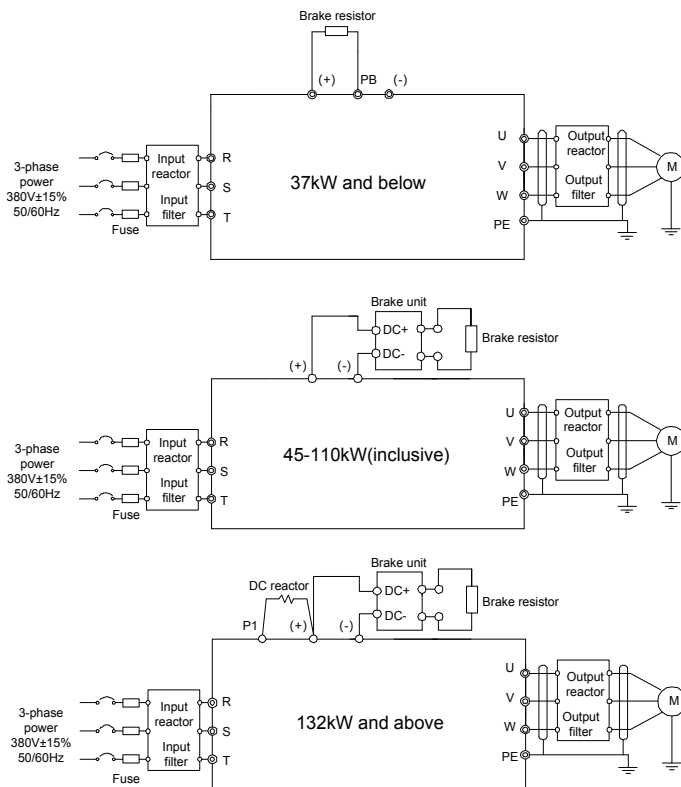 Brake resistor
(+)
PB
(-)
3-phase
power
380V±15%
50/60Hz
Fuse
Input
reactor
Input
filter
R
S
T
37kW and below
U
V
W
PE
Output
reactor
Output
filter
M
Brake unit
DC+
DC-
Brake resistor
(+)
(-)
3-phase
power
380V±15%
50/60Hz
Fuse
Input
reactor
Input
filter
R
S
T
45-110kW(inclusive)
U
V
W
PE
Output
reactor
Output
filter
M
Brake unit
DC reactor
DC+
DC-
Brake resistor
P1
(+)
(-)
3-phase
power
380V±15%
50/60Hz
Fuse
Input
reactor
Input
filter
R
S
T
132kW and above
U
V
W
PE
Output
reactor
Output
filter
M